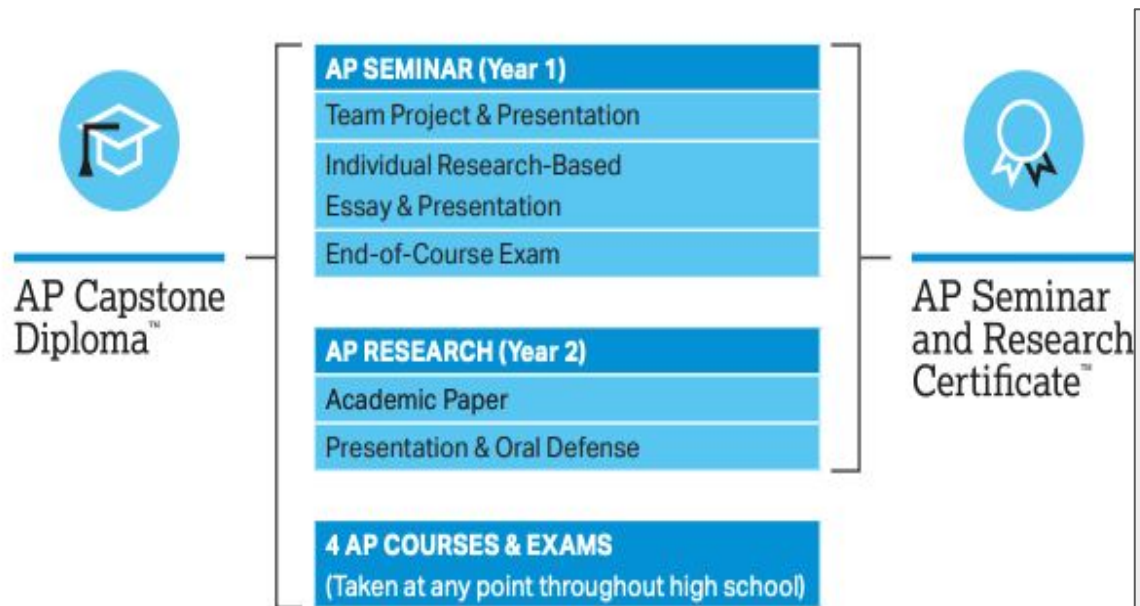 AP Capstone
Diploma™
AP SEMINAR (Year 1)
Team Project & Presentation
Individual Research-Based
Essay & Presentation
End-of-Course Exam
AP RESEARCH (Year 2)
Academic Paper
Presentation & Oral Defense
4 AP COURSES & EXAMS
(Taken at any point throughout high school)
AP Seminar
and Research
Certificate™